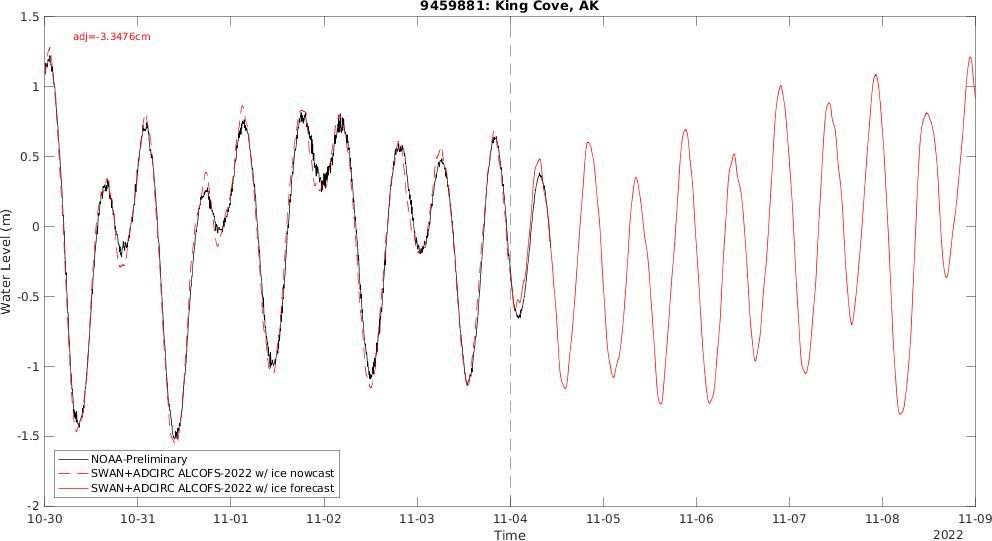 9459881: King Cove, AK
adj=-3.3476cm
1.5
1
0.5
0
-0.5
-1
-1.5
-2
Water Level (m)
NOAA-Preliminary
SWAN+ADCIRC ALCOFS-2022 w/ ice nowcast
SWAN+ADCIRC ALCOFS-2022 w/ ice forecast
10-30 10-31 11-01 11-02 11-03 11-04 11-05 11-06 11-07 11-08 11-09
Time
2022